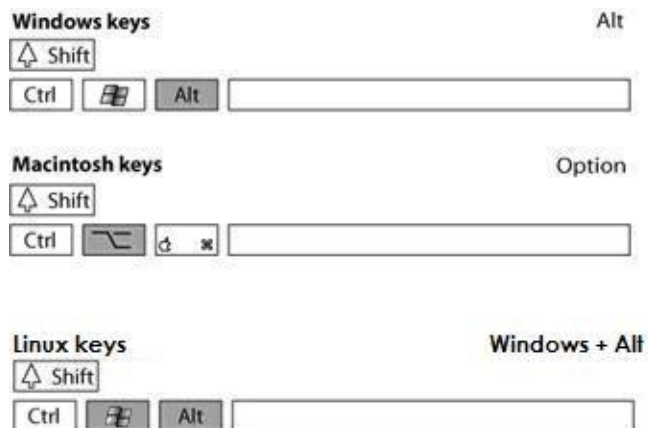 Windows keys Alt
Shift
Ctrl Alt
Macintosh keys Option
Shift
Ctrl ⌥ ⌘
Linux keys Windows + Alt
Shift
Ctrl Alt